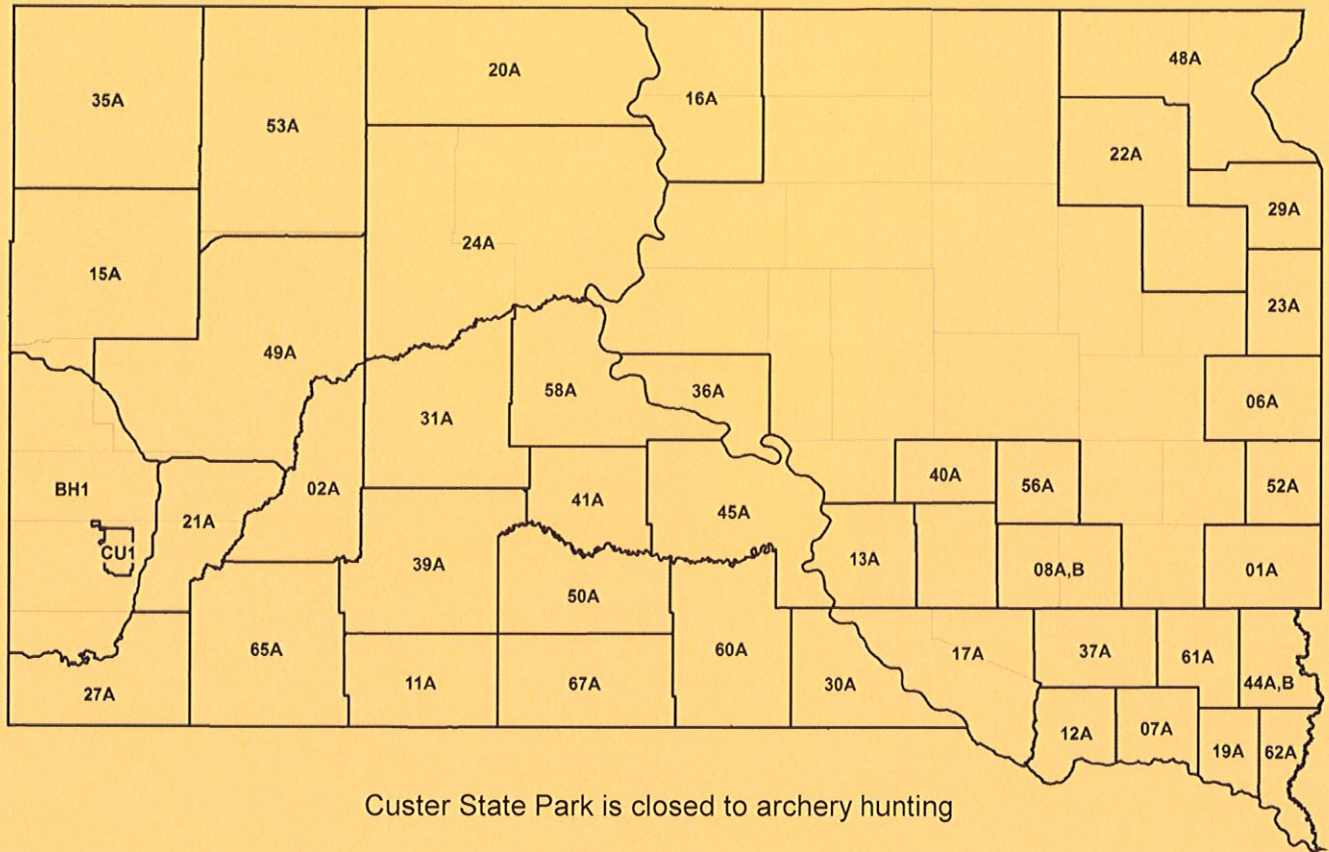 48A
20A
35A
16A
53A
22A
29A
24A
15A
23A
49A
58A
36A
06A
31A
40A
56A
52A
BH1
02A
41A
45A
21A
CU1
39A
13A
08A,B
01A
50A
65A
60A
17A
37A
61A
11A
67A
30A
44A,B
27A
12A
07A
19A
62A
Custer State Park is closed to archery hunting